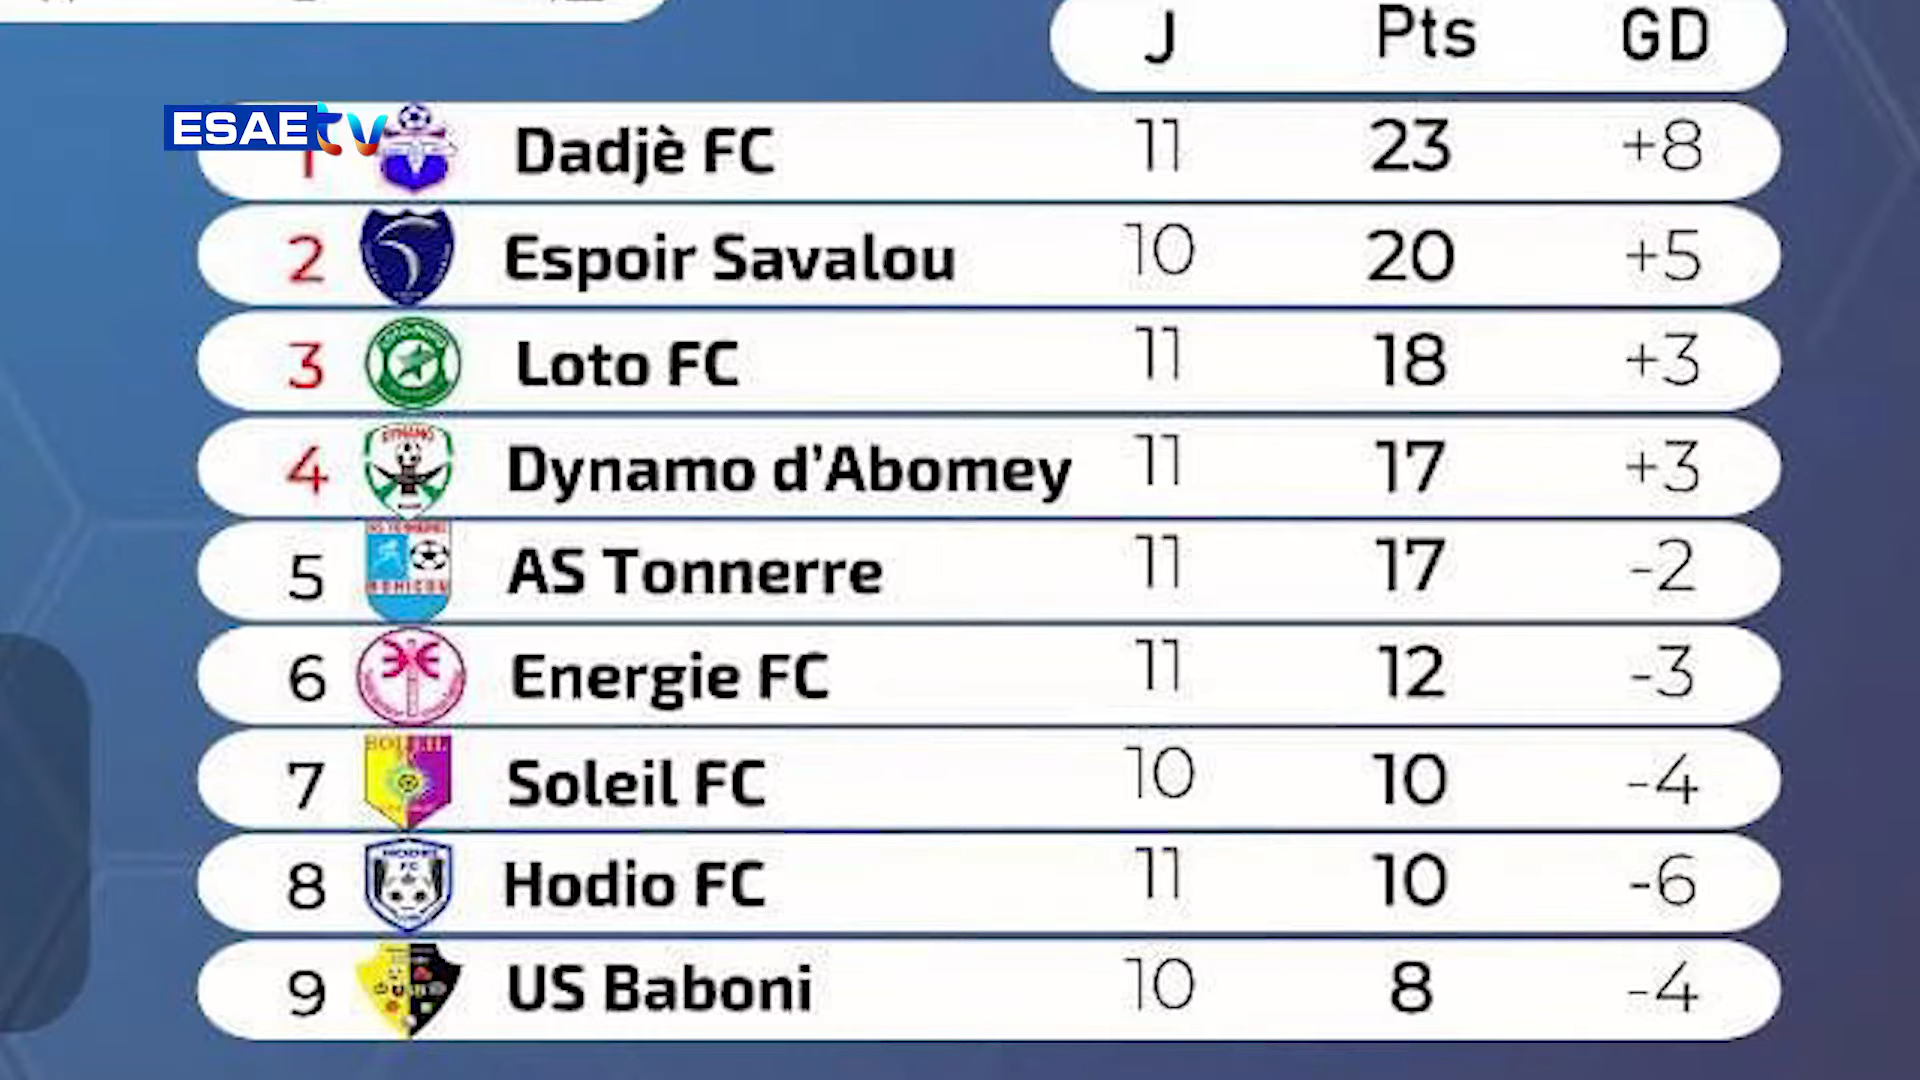 J Pts GD
ESAE tv
1 Dadjè FC 11 23 +8
2 Espoir Savalou 10 20 +5
3 Loto FC 11 18 +3
4 Dynamo d'Abomey 11 17 +3
5 AS Tonnerre 11 17 -2
6 Energie FC 11 12 -3
7 Soleil FC 10 10 -4
8 Hodio FC 11 10 -6
9 US Baboni 10 8 -4